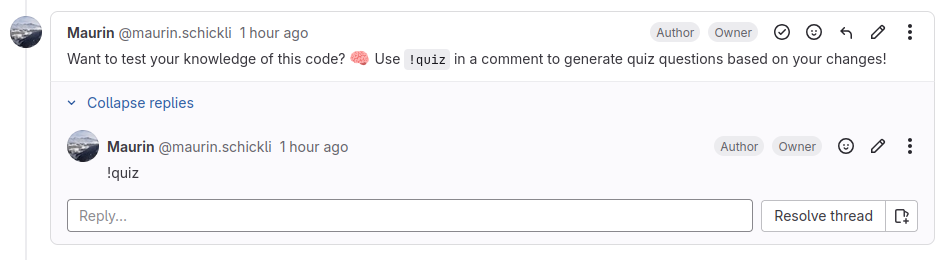 Maurin @maurin.schickli 1 hour ago Author Owner
Want to test your knowledge of this code? 🧠 Use !quiz in a comment to generate quiz questions based on your changes!
Collapse replies
Maurin @maurin.schickli 1 hour ago Author Owner
!quiz
Reply... Resolve thread